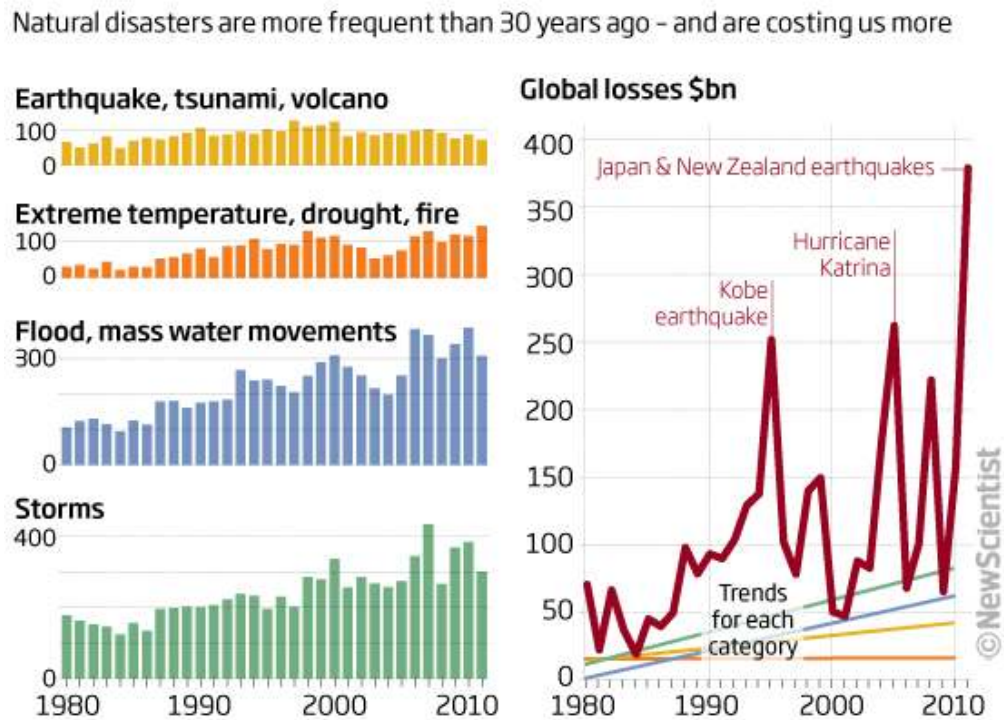 Natural disasters are more frequent than 30 years ago – and are costing us more
Earthquake, tsunami, volcano
100
0
Extreme temperature, drought, fire
100
0
Flood, mass water movements
300
0
Storms
400
0
1980 1990 2000 2010
Global losses $bn
400
350
300
250
200
150
100
50
0
Japan & New Zealand earthquakes
Hurricane
Katrina
Kobe
earthquake
Trends
for each
category
1980 1990 2000 2010
©NewScientist